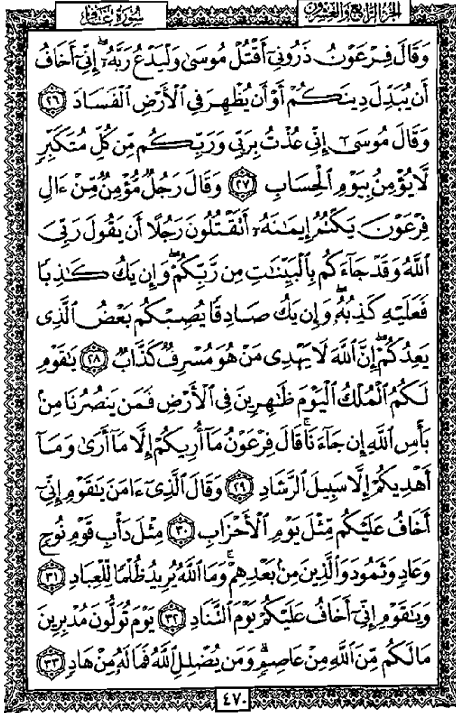 الجزء الرابع والعشرون
سورة غافر
وَقَالَ فِرْعَوْنُ ذَرُونِىٓ أَقْتُلْ مُوسَىٰ وَلْيَدْعُ رَبَّهُۥٓ إِنِّىٓ أَخَافُ
أَن يُبَدِّلَ دِينَكُمْ أَوْ أَن يُظْهِرَ فِى ٱلْأَرْضِ ٱلْفَسَادَ ٢٦
وَقَالَ مُوسَىٰٓ إِنِّى عُذْتُ بِرَبِّى وَرَبِّكُم مِّن كُلِّ مُتَكَبِّرٍ
لَّا يُؤْمِنُ بِيَوْمِ ٱلْحِسَابِ ٢٧ وَقَالَ رَجُلٌ مُّؤْمِنٌ مِّنْ ءَالِ
فِرْعَوْنَ يَكْتُمُ إِيمَٰنَهُۥٓ أَتَقْتُلُونَ رَجُلًا أَن يَقُولَ رَبِّىَ
ٱللَّهُ وَقَدْ جَآءَكُم بِٱلْبَيِّنَٰتِ مِن رَّبِّكُمْ ۖ وَإِن يَكُ كَٰذِبًا
فَعَلَيْهِ كَذِبُهُۥ ۖ وَإِن يَكُ صَادِقًا يُصِبْكُم بَعْضُ ٱلَّذِى
يَعِدُكُمْ ۖ إِنَّ ٱللَّهَ لَا يَهْدِى مَنْ هُوَ مُسْرِفٌ كَذَّابٌ ٢٨ يَٰقَوْمِ
لَكُمُ ٱلْمُلْكُ ٱلْيَوْمَ ظَٰهِرِينَ فِى ٱلْأَرْضِ فَمَن يَنصُرُنَا مِنۢ
بَأْسِ ٱللَّهِ إِن جَآءَنَا ۚ قَالَ فِرْعَوْنُ مَآ أُرِيكُمْ إِلَّا مَآ أَرَىٰ وَمَآ
أَهْدِيكُمْ إِلَّا سَبِيلَ ٱلرَّشَادِ ٢٩ وَقَالَ ٱلَّذِىٓ ءَامَنَ يَٰقَوْمِ إِنِّىٓ
أَخَافُ عَلَيْكُم مِّثْلَ يَوْمِ ٱلْأَحْزَابِ ٣٠ مِثْلَ دَأْبِ قَوْمِ نُوحٍ
وَعَادٍ وَثَمُودَ وَٱلَّذِينَ مِنۢ بَعْدِهِمْ ۚ وَمَا ٱللَّهُ يُرِيدُ ظُلْمًا لِّلْعِبَادِ ٣١
وَيَٰقَوْمِ إِنِّىٓ أَخَافُ عَلَيْكُمْ يَوْمَ ٱلتَّنَادِ ٣٢ يَوْمَ تُوَلُّونَ مُدْبِرِينَ
مَا لَكُم مِّنَ ٱللَّهِ مِنْ عَاصِمٍ ۗ وَمَن يُضْلِلِ ٱللَّهُ فَمَا لَهُۥ مِنْ هَادٍ ٣٣
٤٧٠